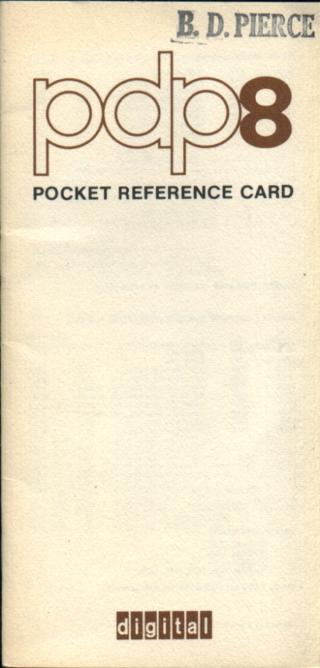 B. D. PIERCE
pdp8
POCKET REFERENCE CARD
digital